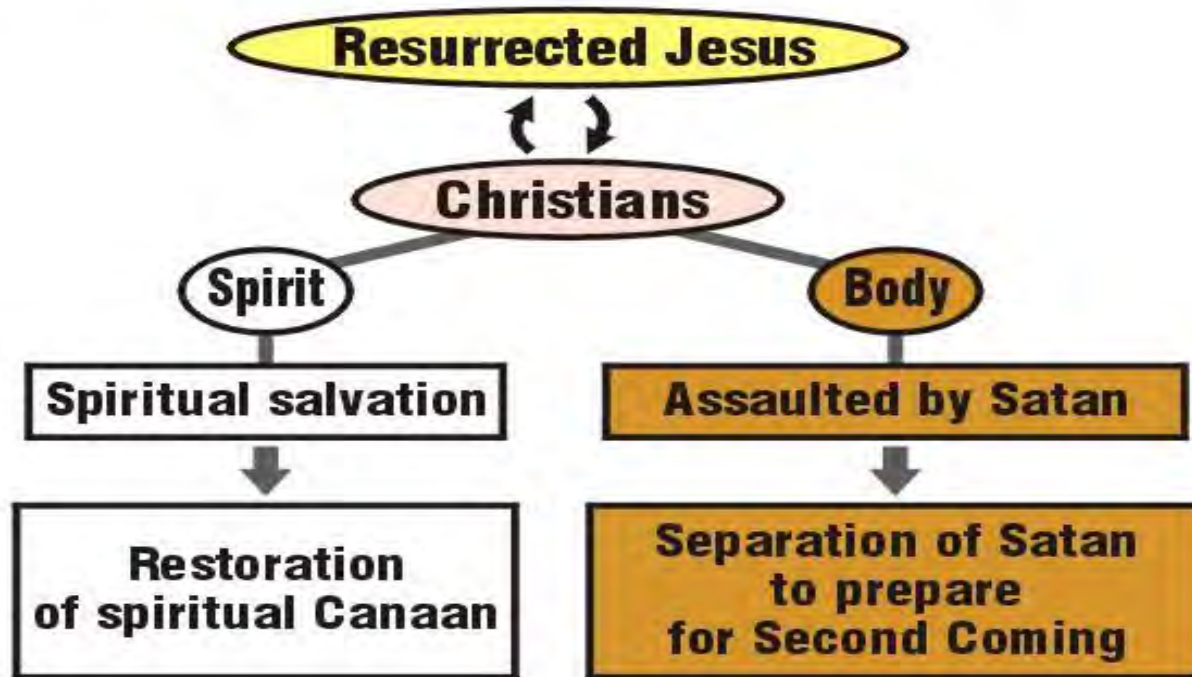 Resurrected Jesus
Christians
Spirit
Body
Spiritual salvation
Assaulted by Satan
Restoration
of spiritual Canaan
Separation of Satan
to prepare
for Second Coming